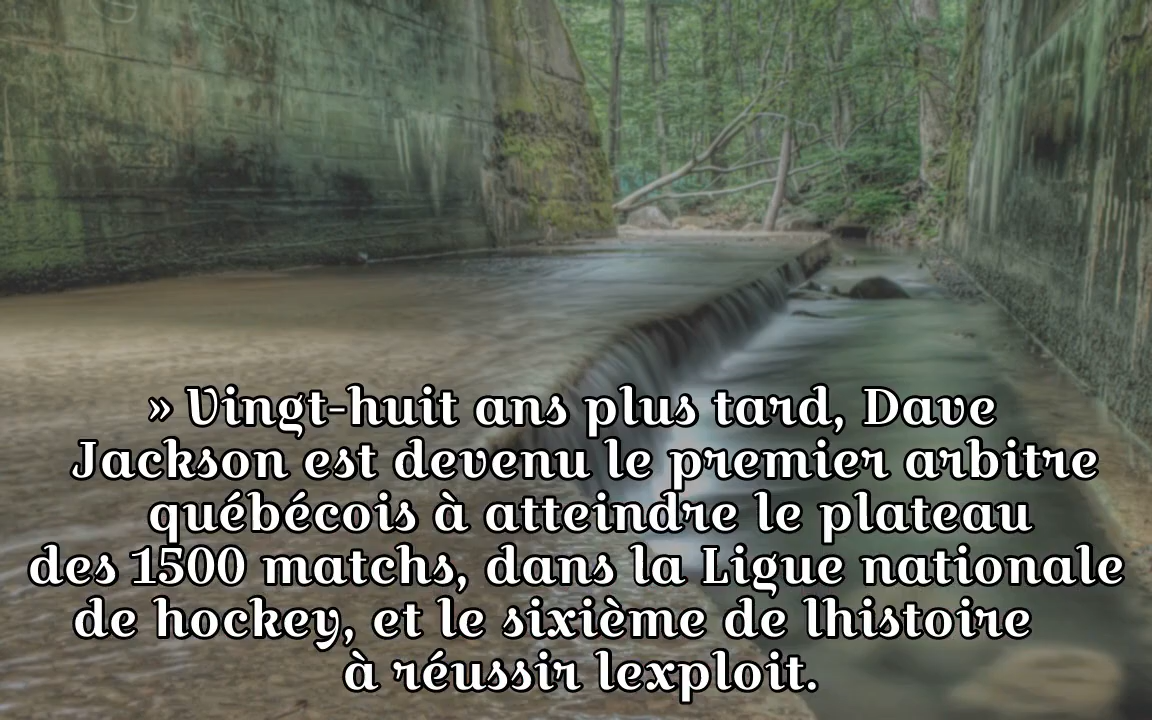 » Vingt-huit ans plus tard, Dave
Jackson est devenu le premier arbitre
québécois à atteindre le plateau
des 1500 matchs, dans la Ligue nationale
de hockey, et le sixième de lhistoire
à réussir lexploit.